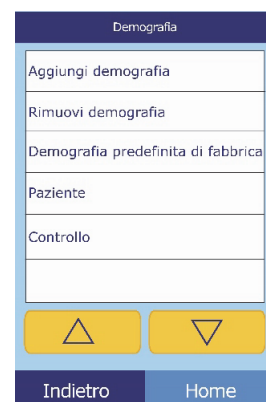 Demografia
Aggiungi demografia
Rimuovi demografia
Demografia predefinita di fabbrica
Paziente
Controllo
Indietro Home